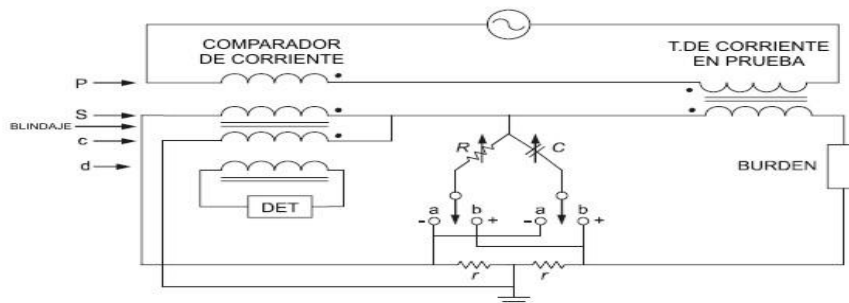 COMPARADOR
DE CORRIENTE
T.DE CORRIENTE
EN PRUEBA
P
S
BLINDAJE
c
d
R
C
BURDEN
DET
a
b
a
b
-
+
-
+
r
r